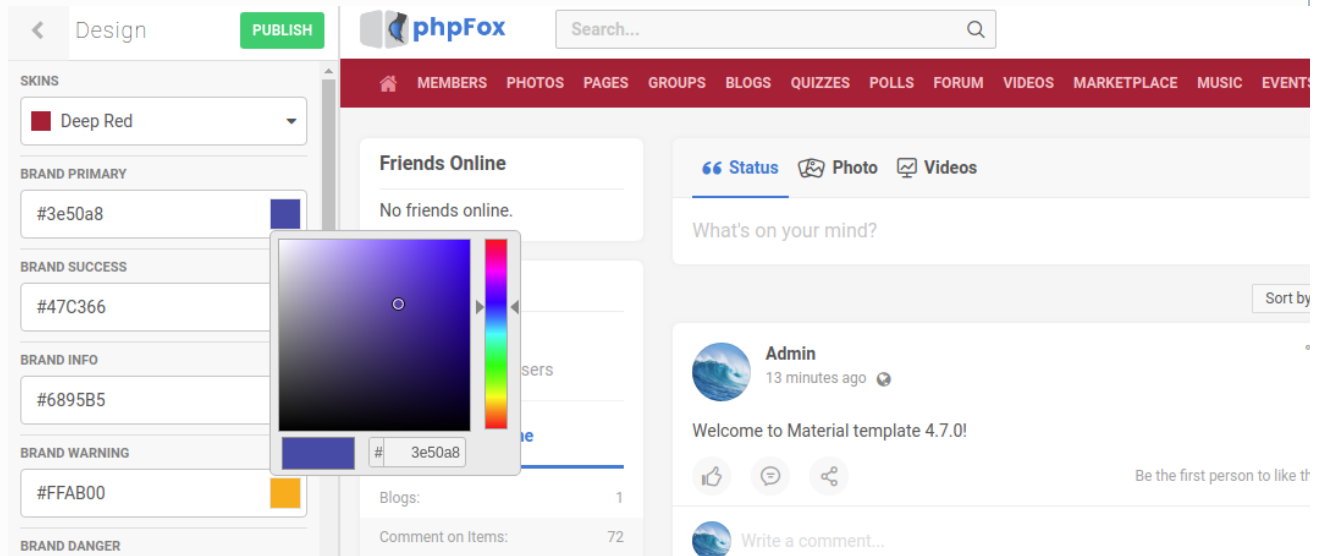 Design
PUBLISH
SKINS
Deep Red
BRAND PRIMARY
#3e50a8
BRAND SUCCESS
#47C366
BRAND INFO
#6895B5
BRAND WARNING
#FFAB00
BRAND DANGER
# 3e50a8
phpFox
Search...
MEMBERS PHOTOS PAGES GROUPS BLOGS QUIZZES POLLS FORUM VIDEOS MARKETPLACE MUSIC EVENTS
Friends Online
No friends online.
sers
ne
Blogs: 1
Comment on Items: 72
Status Photo Videos
What's on your mind?
Sort by
Admin
13 minutes ago
Welcome to Material template 4.7.0!
Be the first person to like th
Write a comment...